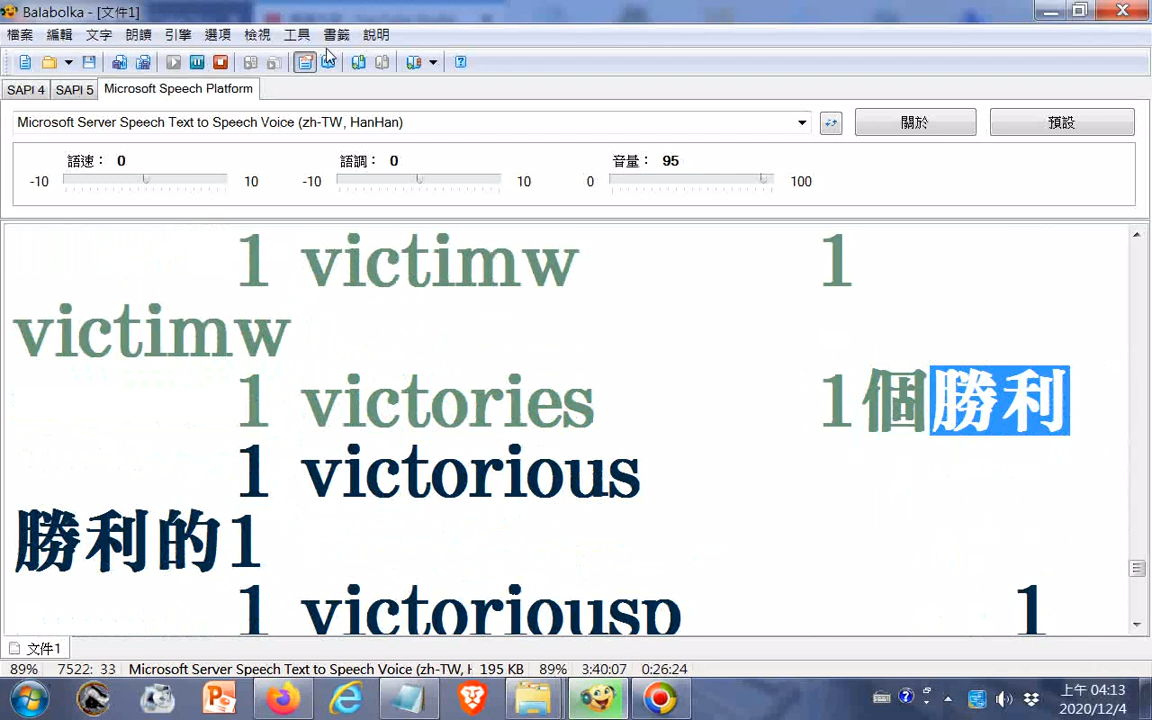 Balabolka - [文件1]
檔案 編輯 文字 朗讀 引擎 選項 檢視 工具 書籤 說明
SAPI 4 SAPI 5 Microsoft Speech Platform
Microsoft Server Speech Text to Speech Voice (zh-TW, HanHan) 關於 預設
語速： 0 語調： 0 音量： 95
-10 10 -10 10 0 100
1 victimw 1
victimw
1 victories 1個勝利
1 victorious
勝利的1
1 victoriousp 1
文件1
89% 7522: 33 Microsoft Server Speech Text to Speech Voice (zh-TW, 195 KB 89% 3:40:07 0:26:24
上午 04:13
2020/12/4